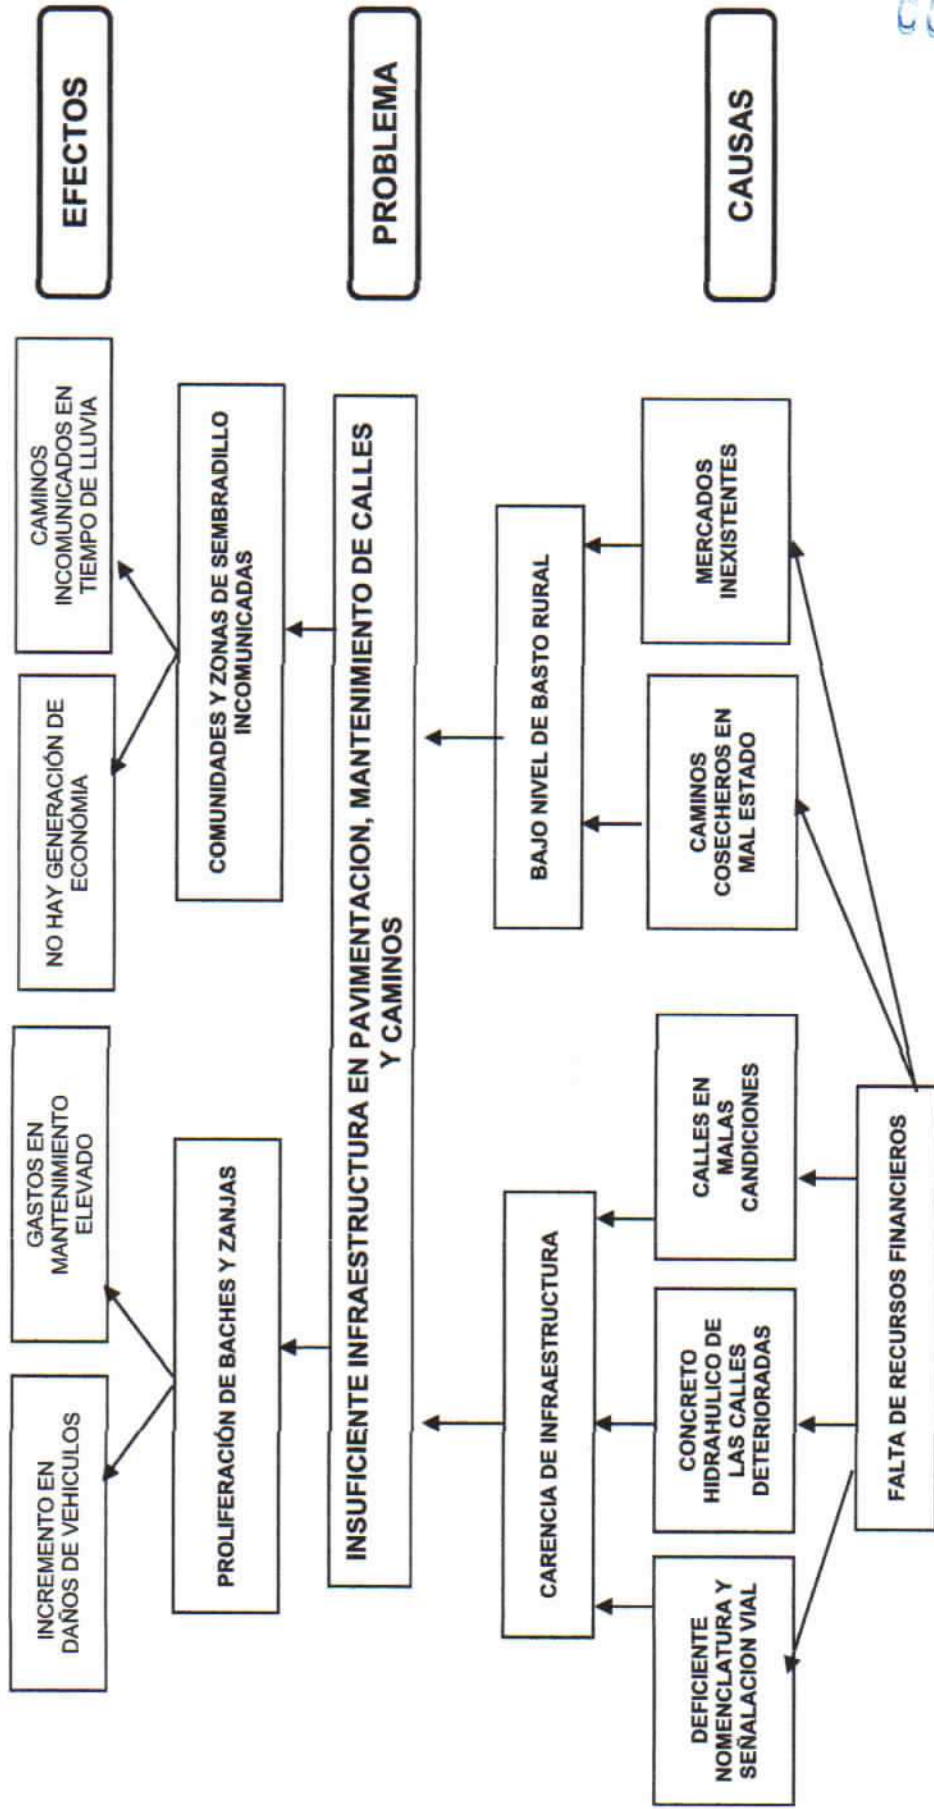 INCREMENTO EN
DAÑOS DE VEHICULOS
GASTOS EN
MANTENIMIENTO
ELEVADO
NO HAY GENERACIÓN DE
ECONÓMIA
CAMINOS
INCOMUNICADOS EN
TIEMPO DE LLUVIA
EFECTOS
PROLIFERACIÓN DE BACHES Y ZANJAS
COMUNIDADES Y ZONAS DE SEMBRADILLO
INCOMUNICADAS
INSUFICIENTE INFRAESTRUCTURA EN PAVIMENTACION, MANTENIMIENTO DE CALLES
Y CAMINOS
PROBLEMA
CARENCIA DE INFRAESTRUCTURA
BAJO NIVEL DE BASTO RURAL
DEFICIENTE
NOMENCLATURA Y
SEÑALACION VIAL
CONCRETO
HIDRAHULICO DE
LAS CALLES
DETERIORADAS
CALLES EN
MALAS
CANDICIONES
CAMINOS
COSECHEROS EN
MAL ESTADO
MERCADOS
INEXISTENTES
CAUSAS
FALTA DE RECURSOS FINANCIEROS